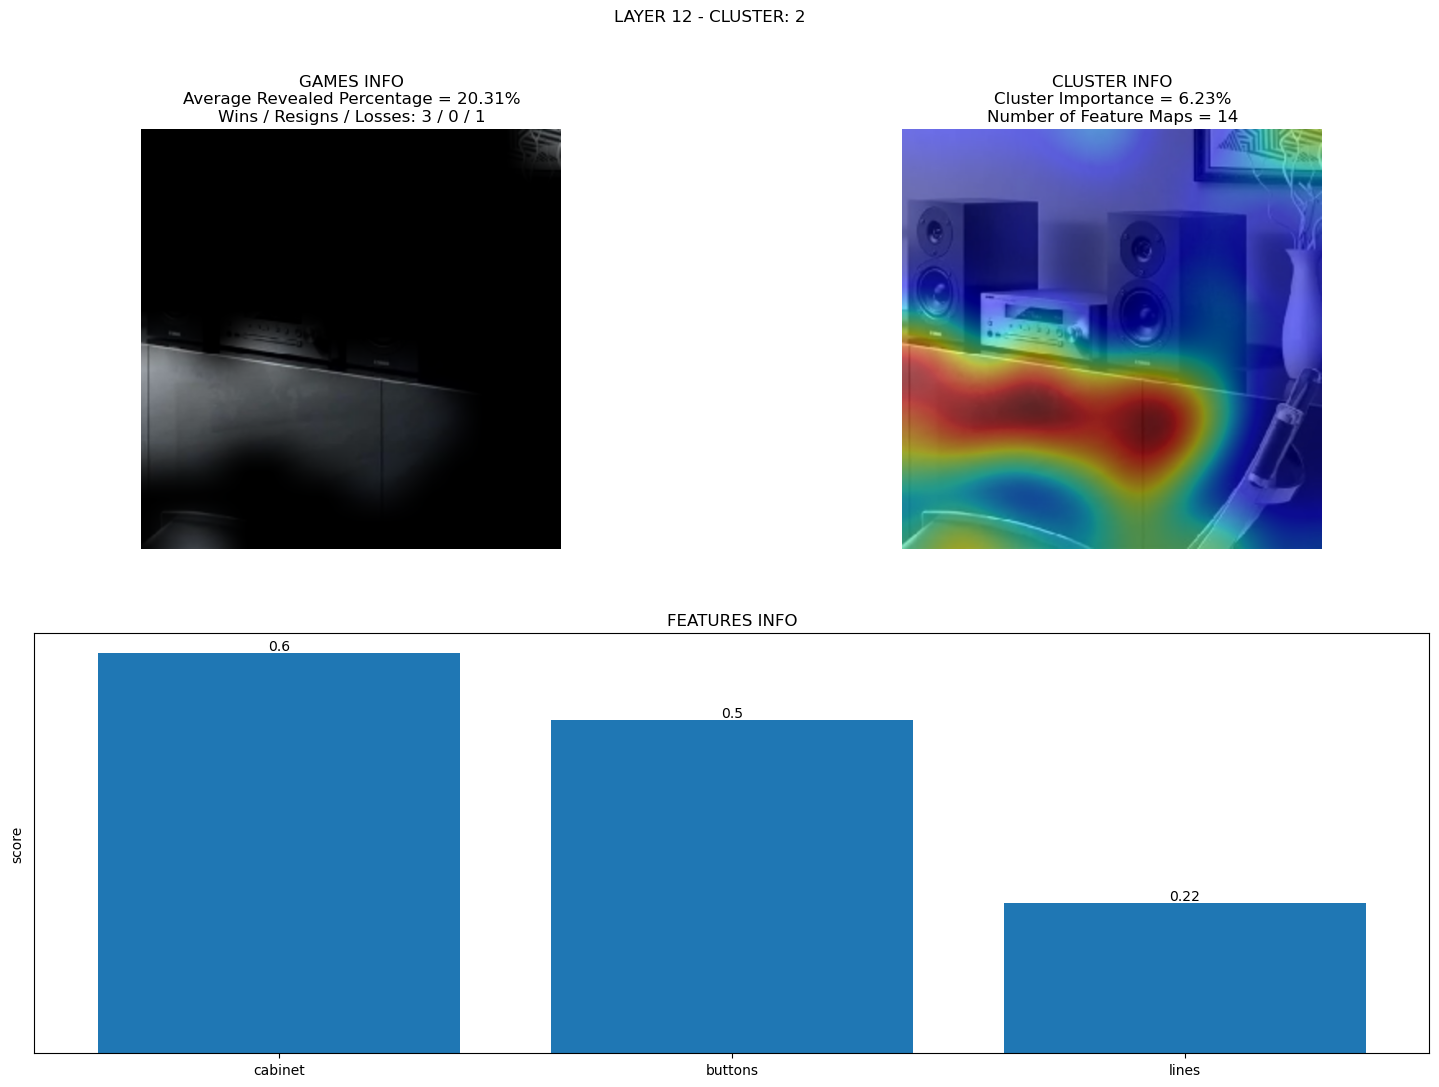 LAYER 12 - CLUSTER: 2
GAMES INFO
Average Revealed Percentage = 20.31%
Wins / Resigns / Losses: 3 / 0 / 1
CLUSTER INFO
Cluster Importance = 6.23%
Number of Feature Maps = 14
FEATURES INFO
score
0.6
0.5
0.22
cabinet
buttons
lines